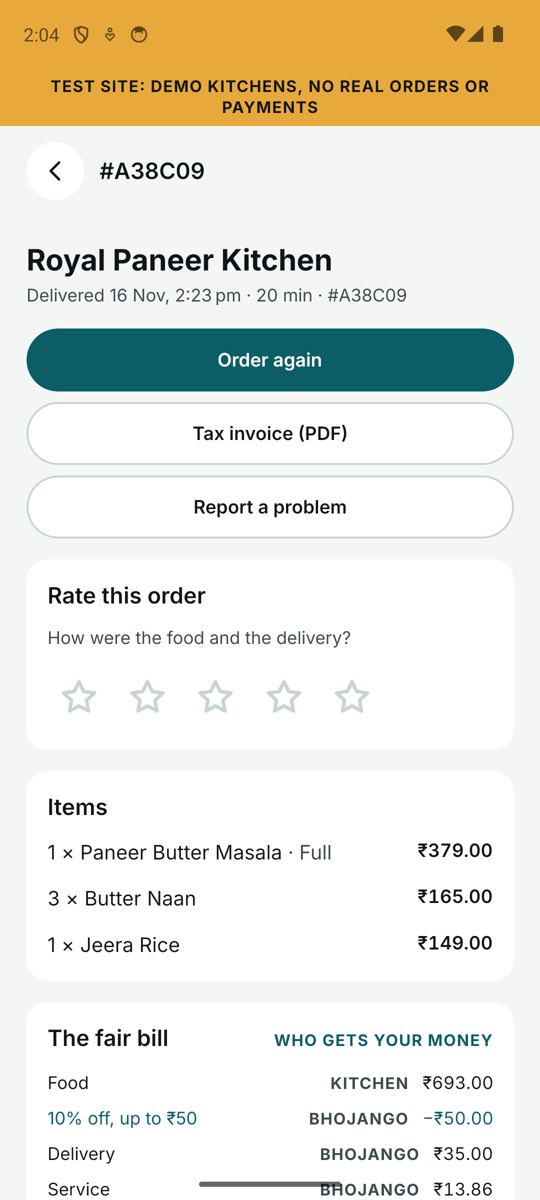 2:04
TEST SITE: DEMO KITCHENS, NO REAL ORDERS OR
PAYMENTS
#A38C09
Royal Paneer Kitchen
Delivered 16 Nov, 2:23 pm · 20 min · #A38C09
Order again
Tax invoice (PDF)
Report a problem
Rate this order
How were the food and the delivery?
Items
1 × Paneer Butter Masala · Full ₹379.00
3 × Butter Naan ₹165.00
1 × Jeera Rice ₹149.00
The fair bill WHO GETS YOUR MONEY
Food KITCHEN ₹693.00
10% off, up to ₹50 BHOJANGO −₹50.00
Delivery BHOJANGO ₹35.00
Service BHOJANGO ₹13.86